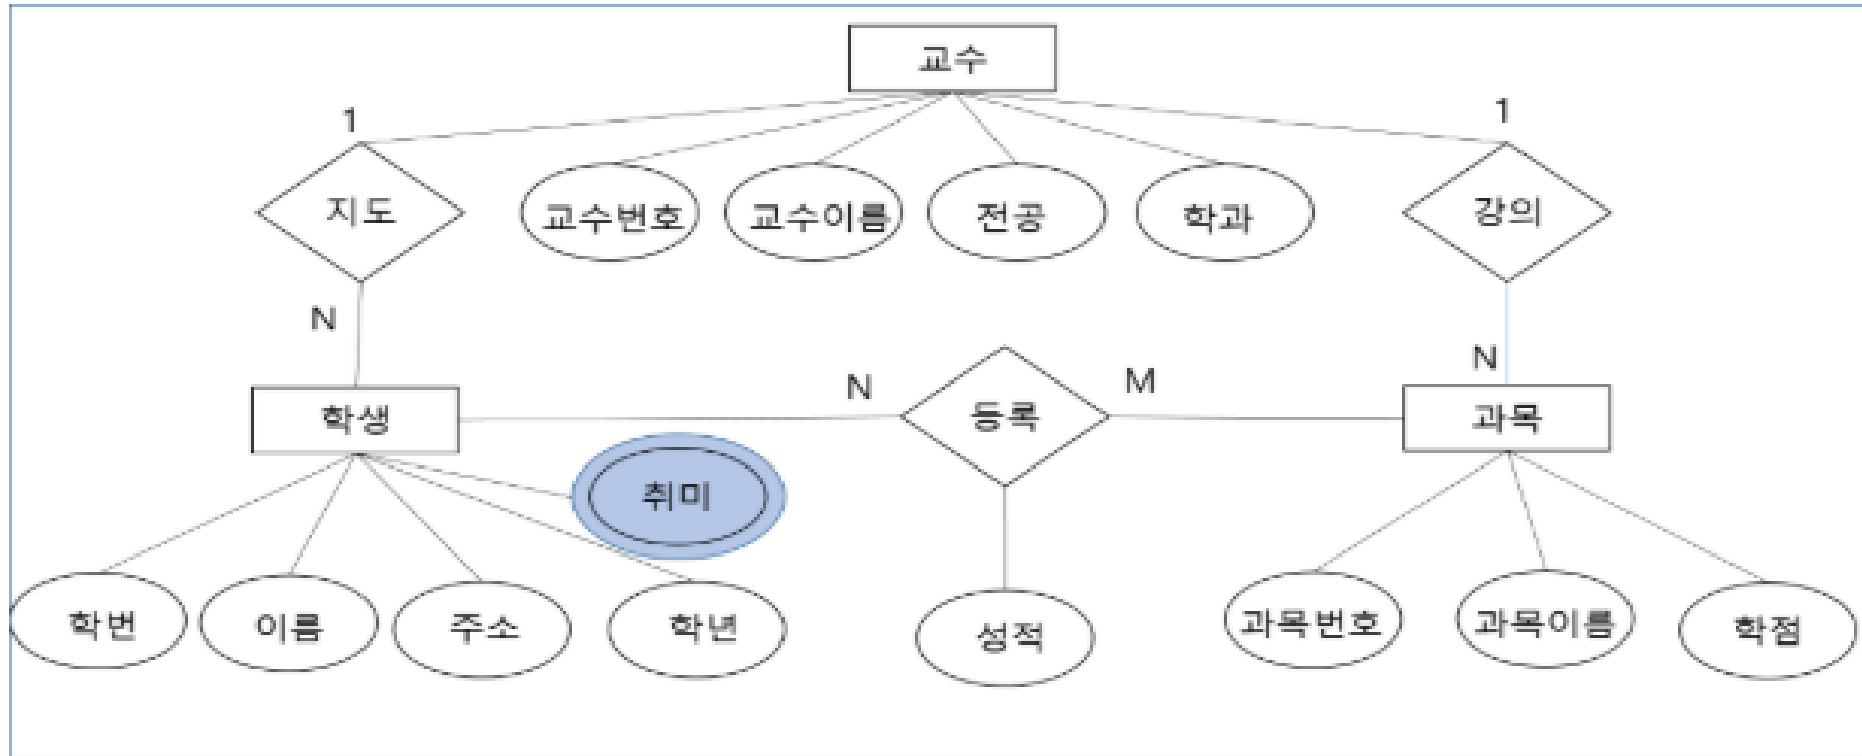 교수
1
1
지도
교수번호
교수이름
전공
학과
강의
N
N
학생
N
등록
M
과목
취미
학번
이름
주소
학년
성적
과목번호
과목이름
학점